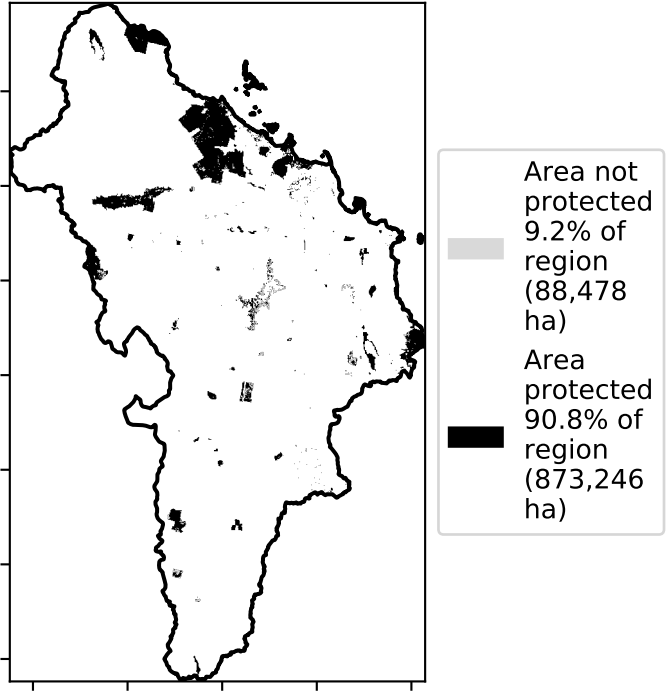 Area not
protected
9.2% of
region
(88,478
ha)
Area
protected
90.8% of
region
(873,246
ha)